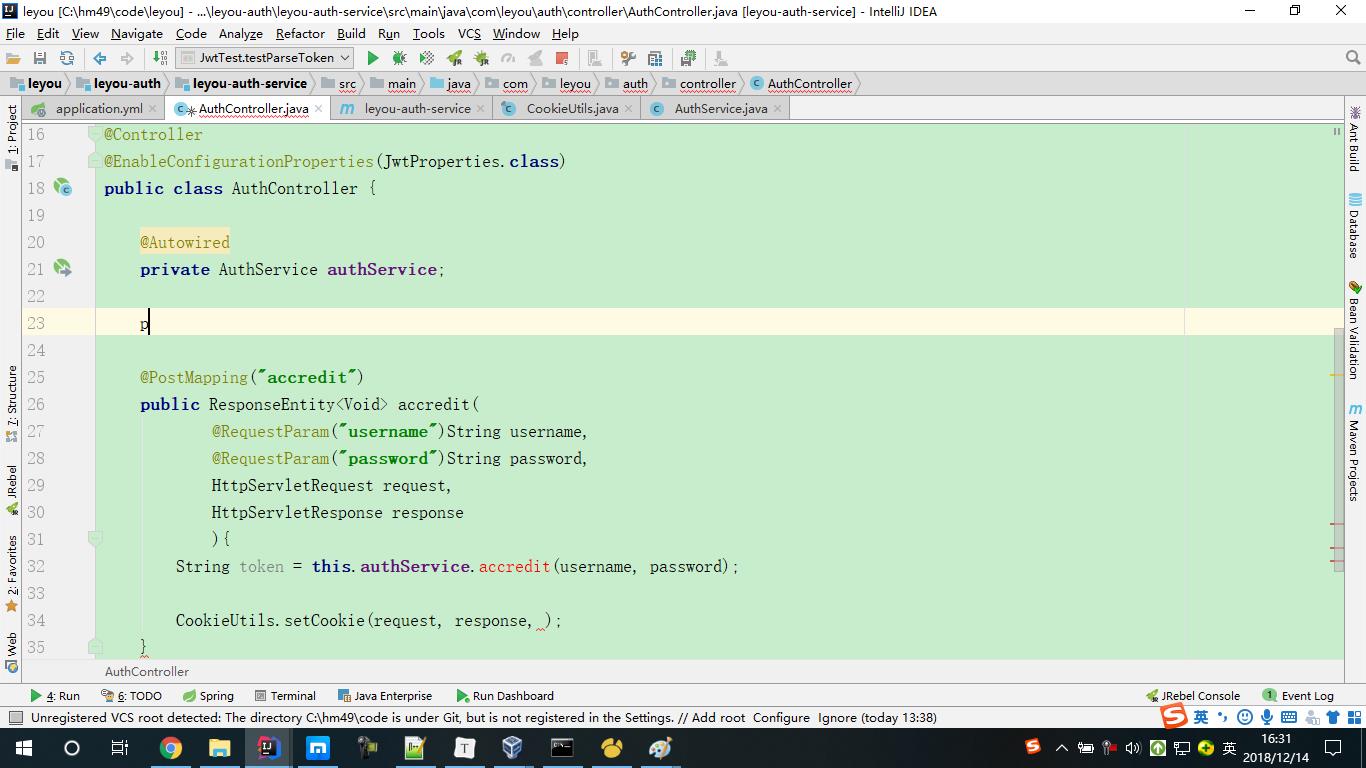 leyou [C:\hm49\code\leyou] - ...\leyou-auth\leyou-auth-service\src\main\java\com\leyou\auth\controller\AuthController.java [leyou-auth-service] - IntelliJ IDEA
File Edit View Navigate Code Analyze Refactor Build Run Tools VCS Window Help
JwtTest.testParseToken
leyou leyou-auth leyou-auth-service src main java com leyou auth controller AuthController
application.yml AuthController.java leyou-auth-service CookieUtils.java AuthService.java
1: Project
7: Structure
JRebel
2: Favorites
Web
16 @Controller
17 @EnableConfigurationProperties(JwtProperties.class)
18 public class AuthController {
19
20 @Autowired
21 private AuthService authService;
22
23 p
24
25 @PostMapping("accredit")
26 public ResponseEntity<Void> accredit(
27 @RequestParam("username")String username,
28 @RequestParam("password")String password,
29 HttpServletRequest request,
30 HttpServletResponse response
31 ){
32 String token = this.authService.accredit(username, password);
33
34 CookieUtils.setCookie(request, response, );
35 }
AuthController
Ant Build
Database
Bean Validation
Maven Projects
4: Run 6: TODO Spring Terminal Java Enterprise Run Dashboard JRebel Console 1 Event Log
Unregistered VCS root detected: The directory C:\hm49\code is under Git, but is not registered in the Settings. // Add root Configure Ignore (today 13:38)
英
英 16:31
2018/12/14